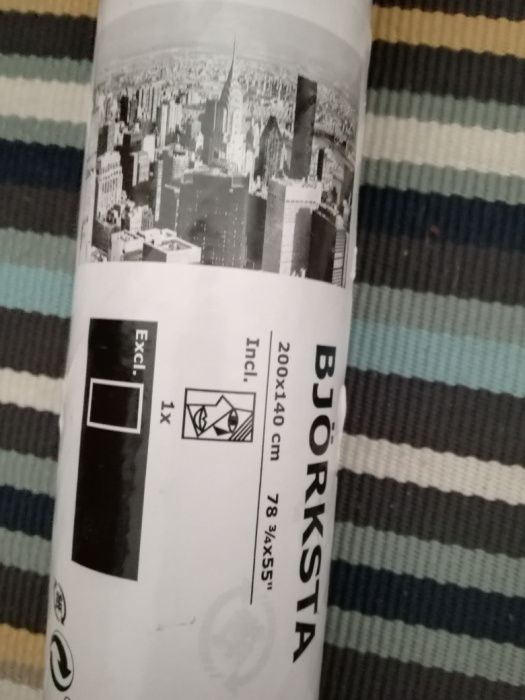 BJÖRKSTA
200x140 cm 78 ¾x55"
Incl.
1x
Excl.